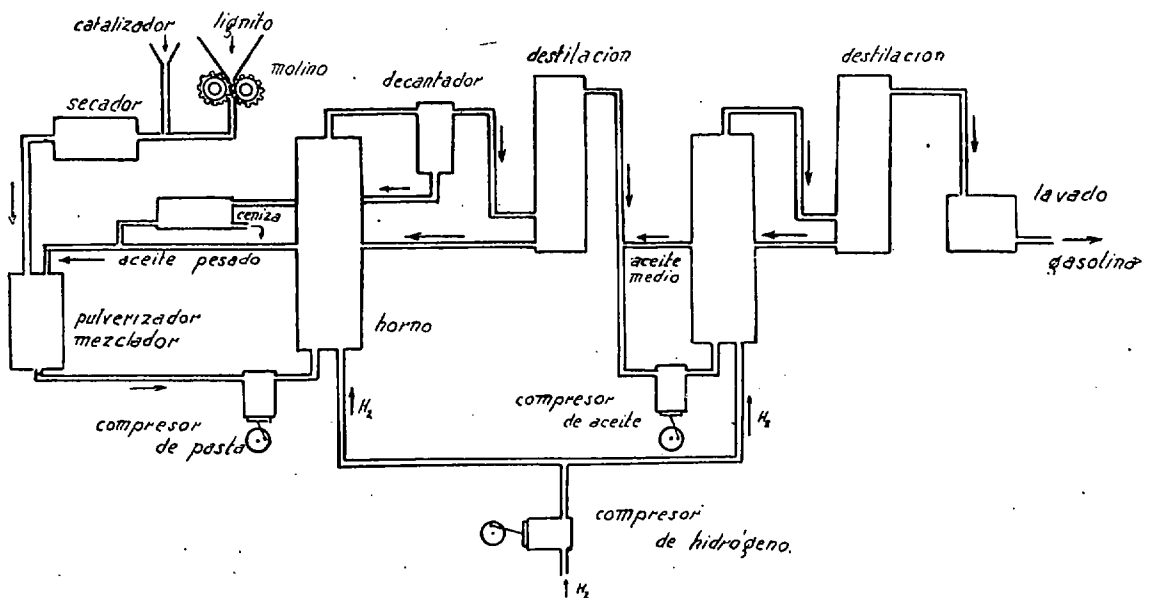 catalizador
lignito
molino
secador
decantador
destilacion
destilacion
lavado
gasolina
ceniza
aceite pesado
aceite
medio
pulverizador
mezclador
horno
compresor
de pasta
H₂
compresor
de aceite
H₂
compresor
de hidrógeno.
H₂